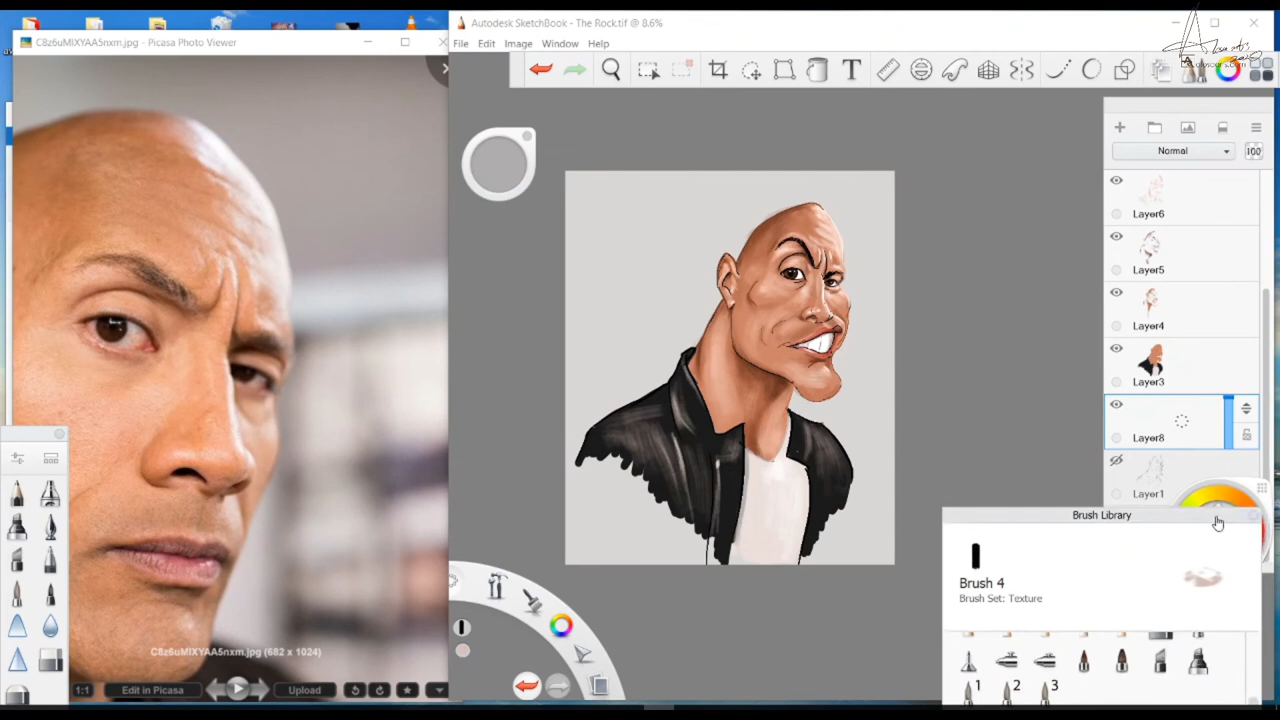 C8z6uMIXYAA5nxm.jpg - Picasa Photo Viewer
Autodesk SketchBook - The Rock.tif @ 8.6%
File Edit Image Window Help
Normal
100
Layer6
Layer5
Layer4
Layer3
Layer8
Layer1
Brush Library
Brush 4
Brush Set: Texture
1 2 3
C8z6uMIXYAA5nxm.jpg (682 x 1024)
1:1 Edit in Picasa Upload